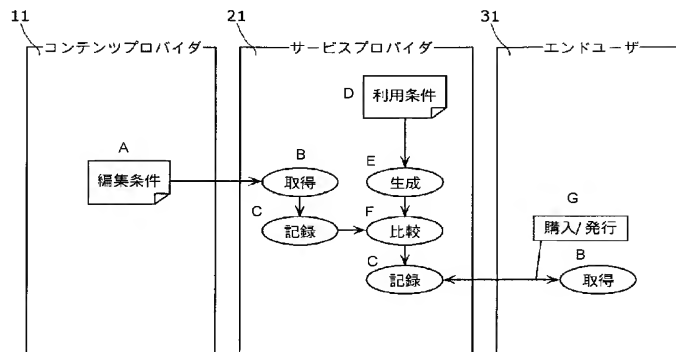 11
21
31
コンテンツプロバイダ
サービスプロバイダ
エンドユーザ
D
利用条件
A
編集条件
B
取得
E
生成
C
記録
F
比較
G
購入/発行
C
記録
B
取得